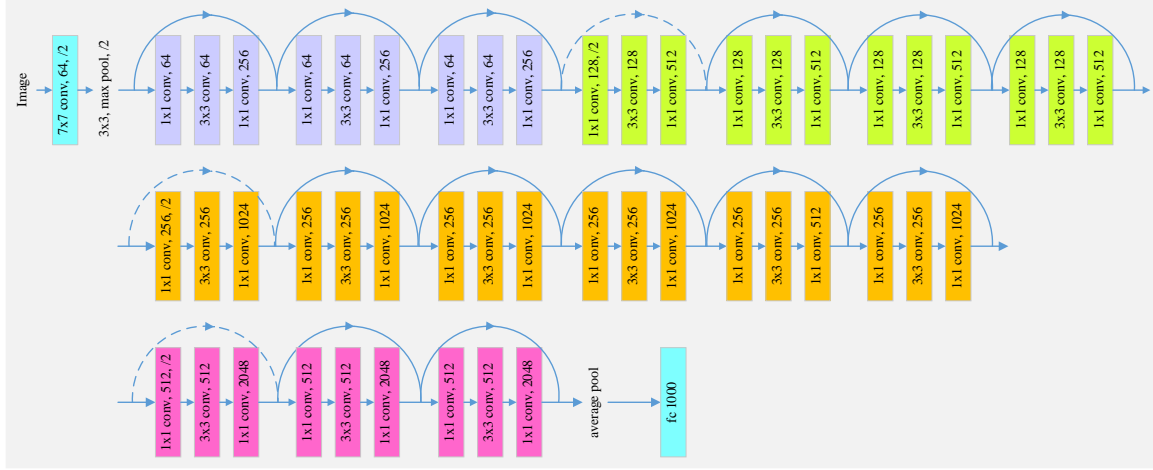 Image
7x7 conv, 64, /2
3x3, max pool, /2
1x1 conv, 64
3x3 conv, 64
1x1 conv, 256
1x1 conv, 64
3x3 conv, 64
1x1 conv, 256
1x1 conv, 64
3x3 conv, 64
1x1 conv, 256
1x1 conv, 128, /2
3x3 conv, 128
1x1 conv, 512
1x1 conv, 128
3x3 conv, 128
1x1 conv, 512
1x1 conv, 128
3x3 conv, 128
1x1 conv, 512
1x1 conv, 128
3x3 conv, 128
1x1 conv, 512
1x1 conv, 256, /2
3x3 conv, 256
1x1 conv, 1024
1x1 conv, 256
3x3 conv, 256
1x1 conv, 1024
1x1 conv, 256
3x3 conv, 256
1x1 conv, 1024
1x1 conv, 256
3x3 conv, 256
1x1 conv, 1024
1x1 conv, 256
3x3 conv, 256
1x1 conv, 512
1x1 conv, 256
3x3 conv, 256
1x1 conv, 1024
1x1 conv, 512, /2
3x3 conv, 512
1x1 conv, 2048
1x1 conv, 512
3x3 conv, 512
1x1 conv, 2048
1x1 conv, 512
3x3 conv, 512
1x1 conv, 2048
average pool
fc 1000